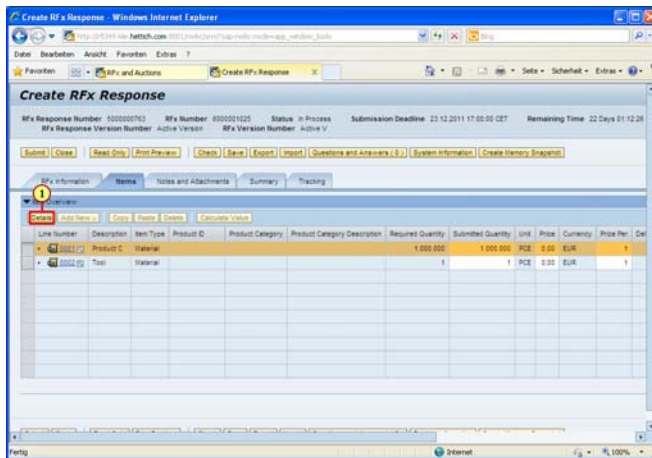 Create RFx Response - Windows Internet Explorer
hettich.com
Bing
Datei Bearbeiten Ansicht Favoriten Extras ?
Favoriten RFx and Auctions Create RFx Response Seite Sicherheit Extras
Create RFx Response
RFx Response Number 5000000763 RFx Number 6000001025 Status In Process Submission Deadline 23.12.2011 17:00:00 CET Remaining Time 22 Days 01:12:26
RFx Response Version Number Active Version RFx Version Number Active V
Submit Close Read Only Print Preview Check Save Export Import Questions and Answers ( 0 ) System Information Create Memory Snapshot
RFx Information Items Notes and Attachments Summary Tracking
1
Overview
Details Add New Copy Paste Delete Calculate Value
Line Number Description Item Type Product ID Product Category Product Category Description Required Quantity Submitted Quantity Unit Price Currency Price Per Del
0001 Product C Material 1.000.000 1.000.000 PCE 0,00 EUR 1
0002 Tool Material 1 1 PCE 0,00 EUR 1
Fertig Internet 100%